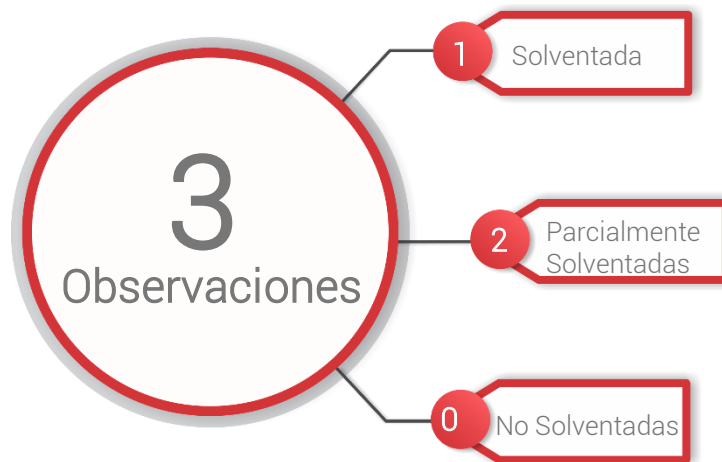 3
Observaciones
1
Solventada
2
Parcialmente
Solventadas
0
No Solventadas